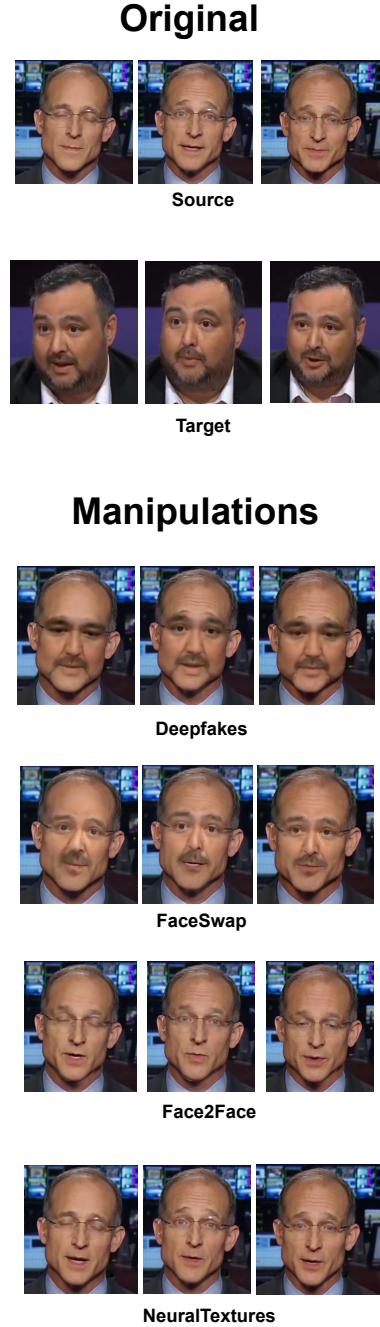 Original
Source
Target
Manipulations
Deepfakes
FaceSwap
Face2Face
NeuralTextures